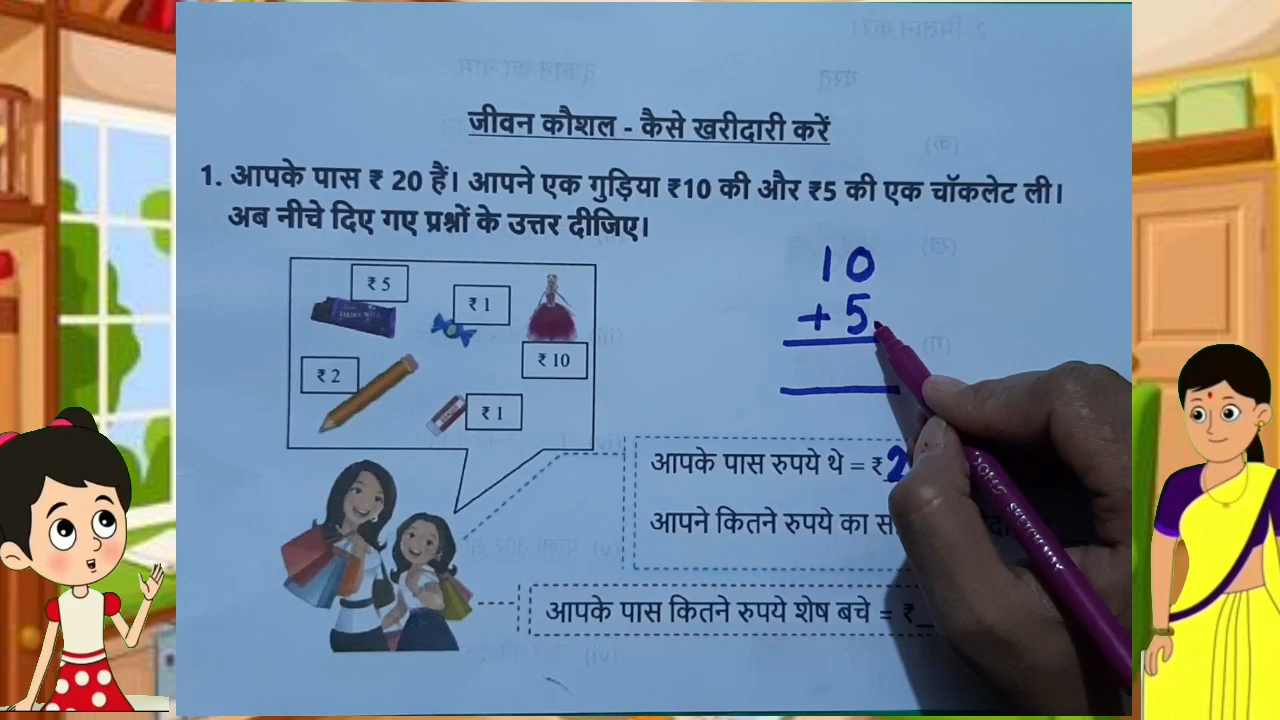 जीवन कौशल - कैसे खरीदारी करें
1. आपके पास ₹ 20 हैं। आपने एक गुड़िया ₹10 की और ₹5 की एक चॉकलेट ली।
अब नीचे दिए गए प्रश्नों के उत्तर दीजिए।
₹ 5
₹ 1
₹ 10
₹ 2
₹ 1
10
+ 5
आपके पास रुपये थे = ₹ 2
आपने कितने रुपये का
आपके पास कितने रुपये शेष बचे = ₹_